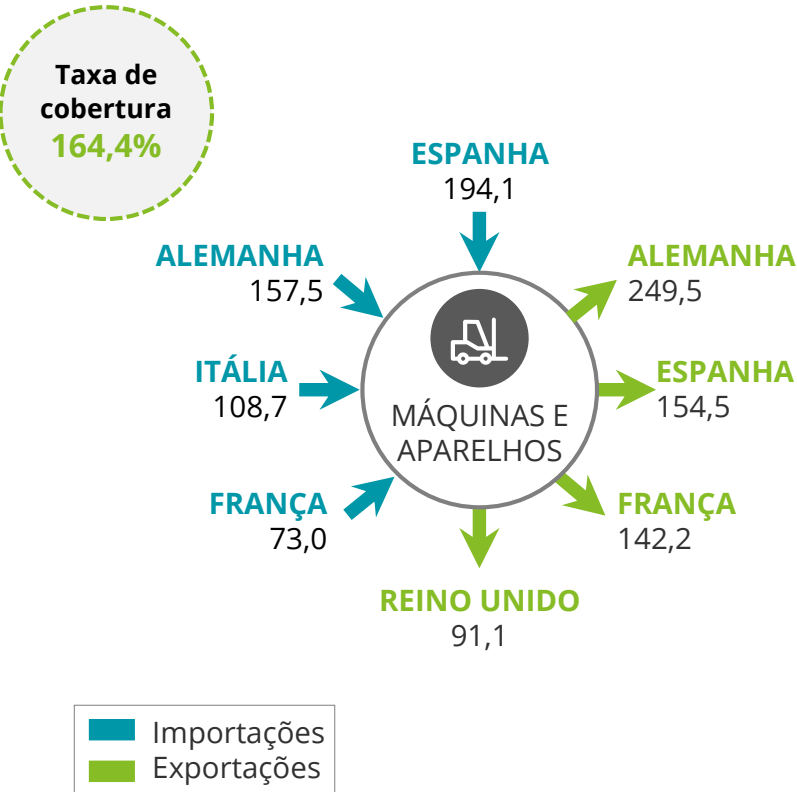 Taxa de
cobertura
164,4%
ESPANHA
194,1
ALEMANHA
157,5
ALEMANHA
249,5
ITÁLIA
108,7
ESPANHA
154,5
MÁQUINAS E
APARELHOS
FRANÇA
73,0
FRANÇA
142,2
REINO UNIDO
91,1
Importações
Exportações